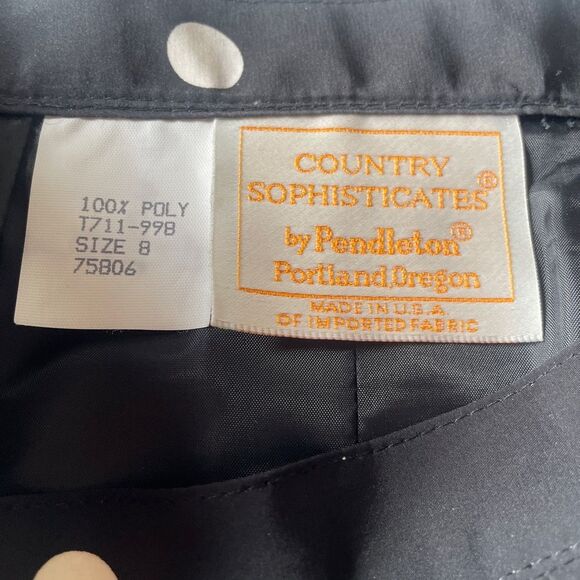 100% POLY
T711-998
SIZE 8
75806
COUNTRY
SOPHISTICATES®
by Pendleton®
Portland, Oregon
MADE IN U.S.A.
OF IMPORTED FABRIC